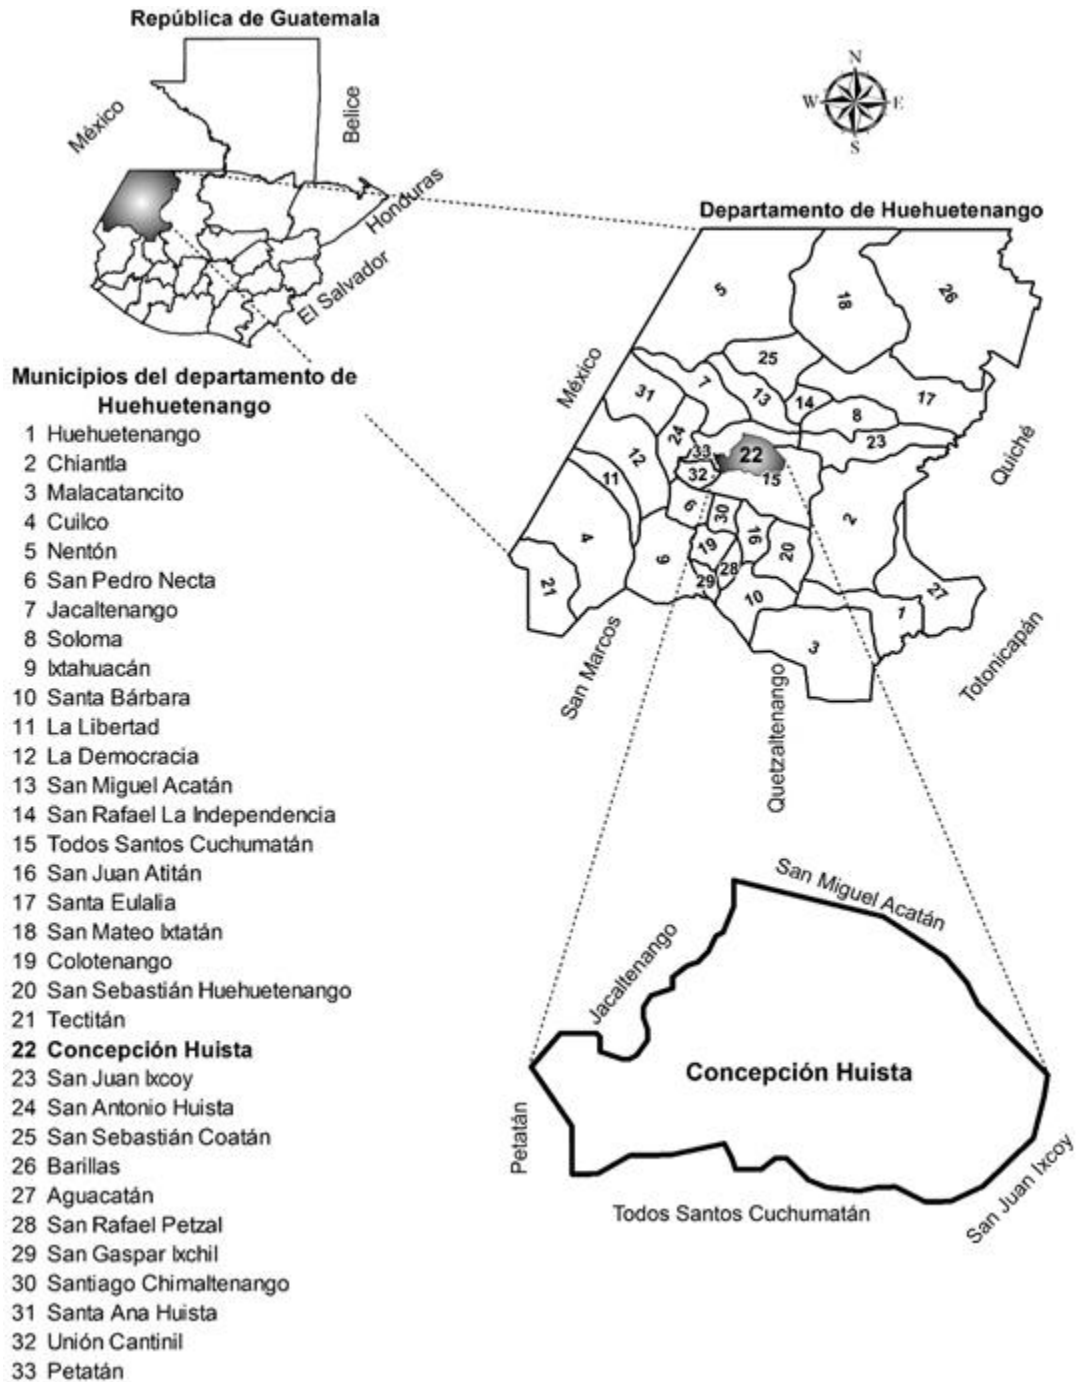 República de Guatemala
México
Belice
Honduras
El Salvador
N
W
E
S
Departamento de Huehuetenango
5
18
26
25
México
7
31
13
14
8
17
24
23
33
22
12
32
15
Quiché
11
6
30
2
4
9
19
16
20
28
21
29
10
27
1
3
San Marcos
Quetzaltenango
Totonicapán
Municipios del departamento de
Huehuetenango
1 Huehuetenango
2 Chiantla
3 Malacatancito
4 Cuilco
5 Nentón
6 San Pedro Necta
7 Jacaltenango
8 Soloma
9 Ixtahuacán
10 Santa Bárbara
11 La Libertad
12 La Democracia
13 San Miguel Acatán
14 San Rafael La Independencia
15 Todos Santos Cuchumatán
16 San Juan Atitán
17 Santa Eulalia
18 San Mateo Ixtatán
19 Colotenango
20 San Sebastián Huehuetenango
21 Tectitán
22 Concepción Huista
23 San Juan Ixcoy
24 San Antonio Huista
25 San Sebastián Coatán
26 Barillas
27 Aguacatán
28 San Rafael Petzal
29 San Gaspar Ixchil
30 Santiago Chimaltenango
31 Santa Ana Huista
32 Unión Cantinil
33 Petatán
San Miguel Acatán
Jacaltenango
Concepción Huista
Petatán
San Juan Ixcoy
Todos Santos Cuchumatán